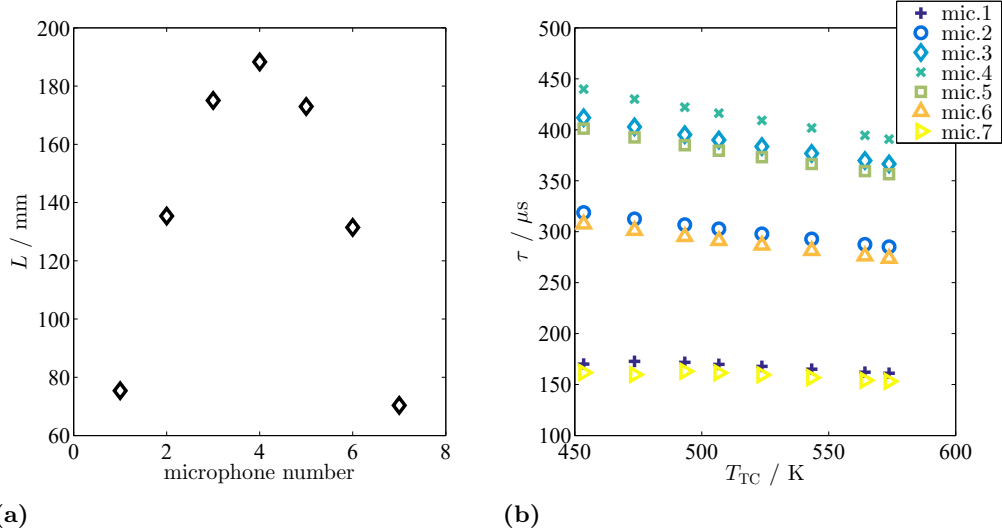 200
180
160
140
120
100
80
60
0
2
4
6
8
L / mm
microphone number
(a)
500
450
400
350
300
250
200
150
100
450
500
550
600
τ / μs
T_TC / K
mic.1
mic.2
mic.3
mic.4
mic.5
mic.6
mic.7
(b)